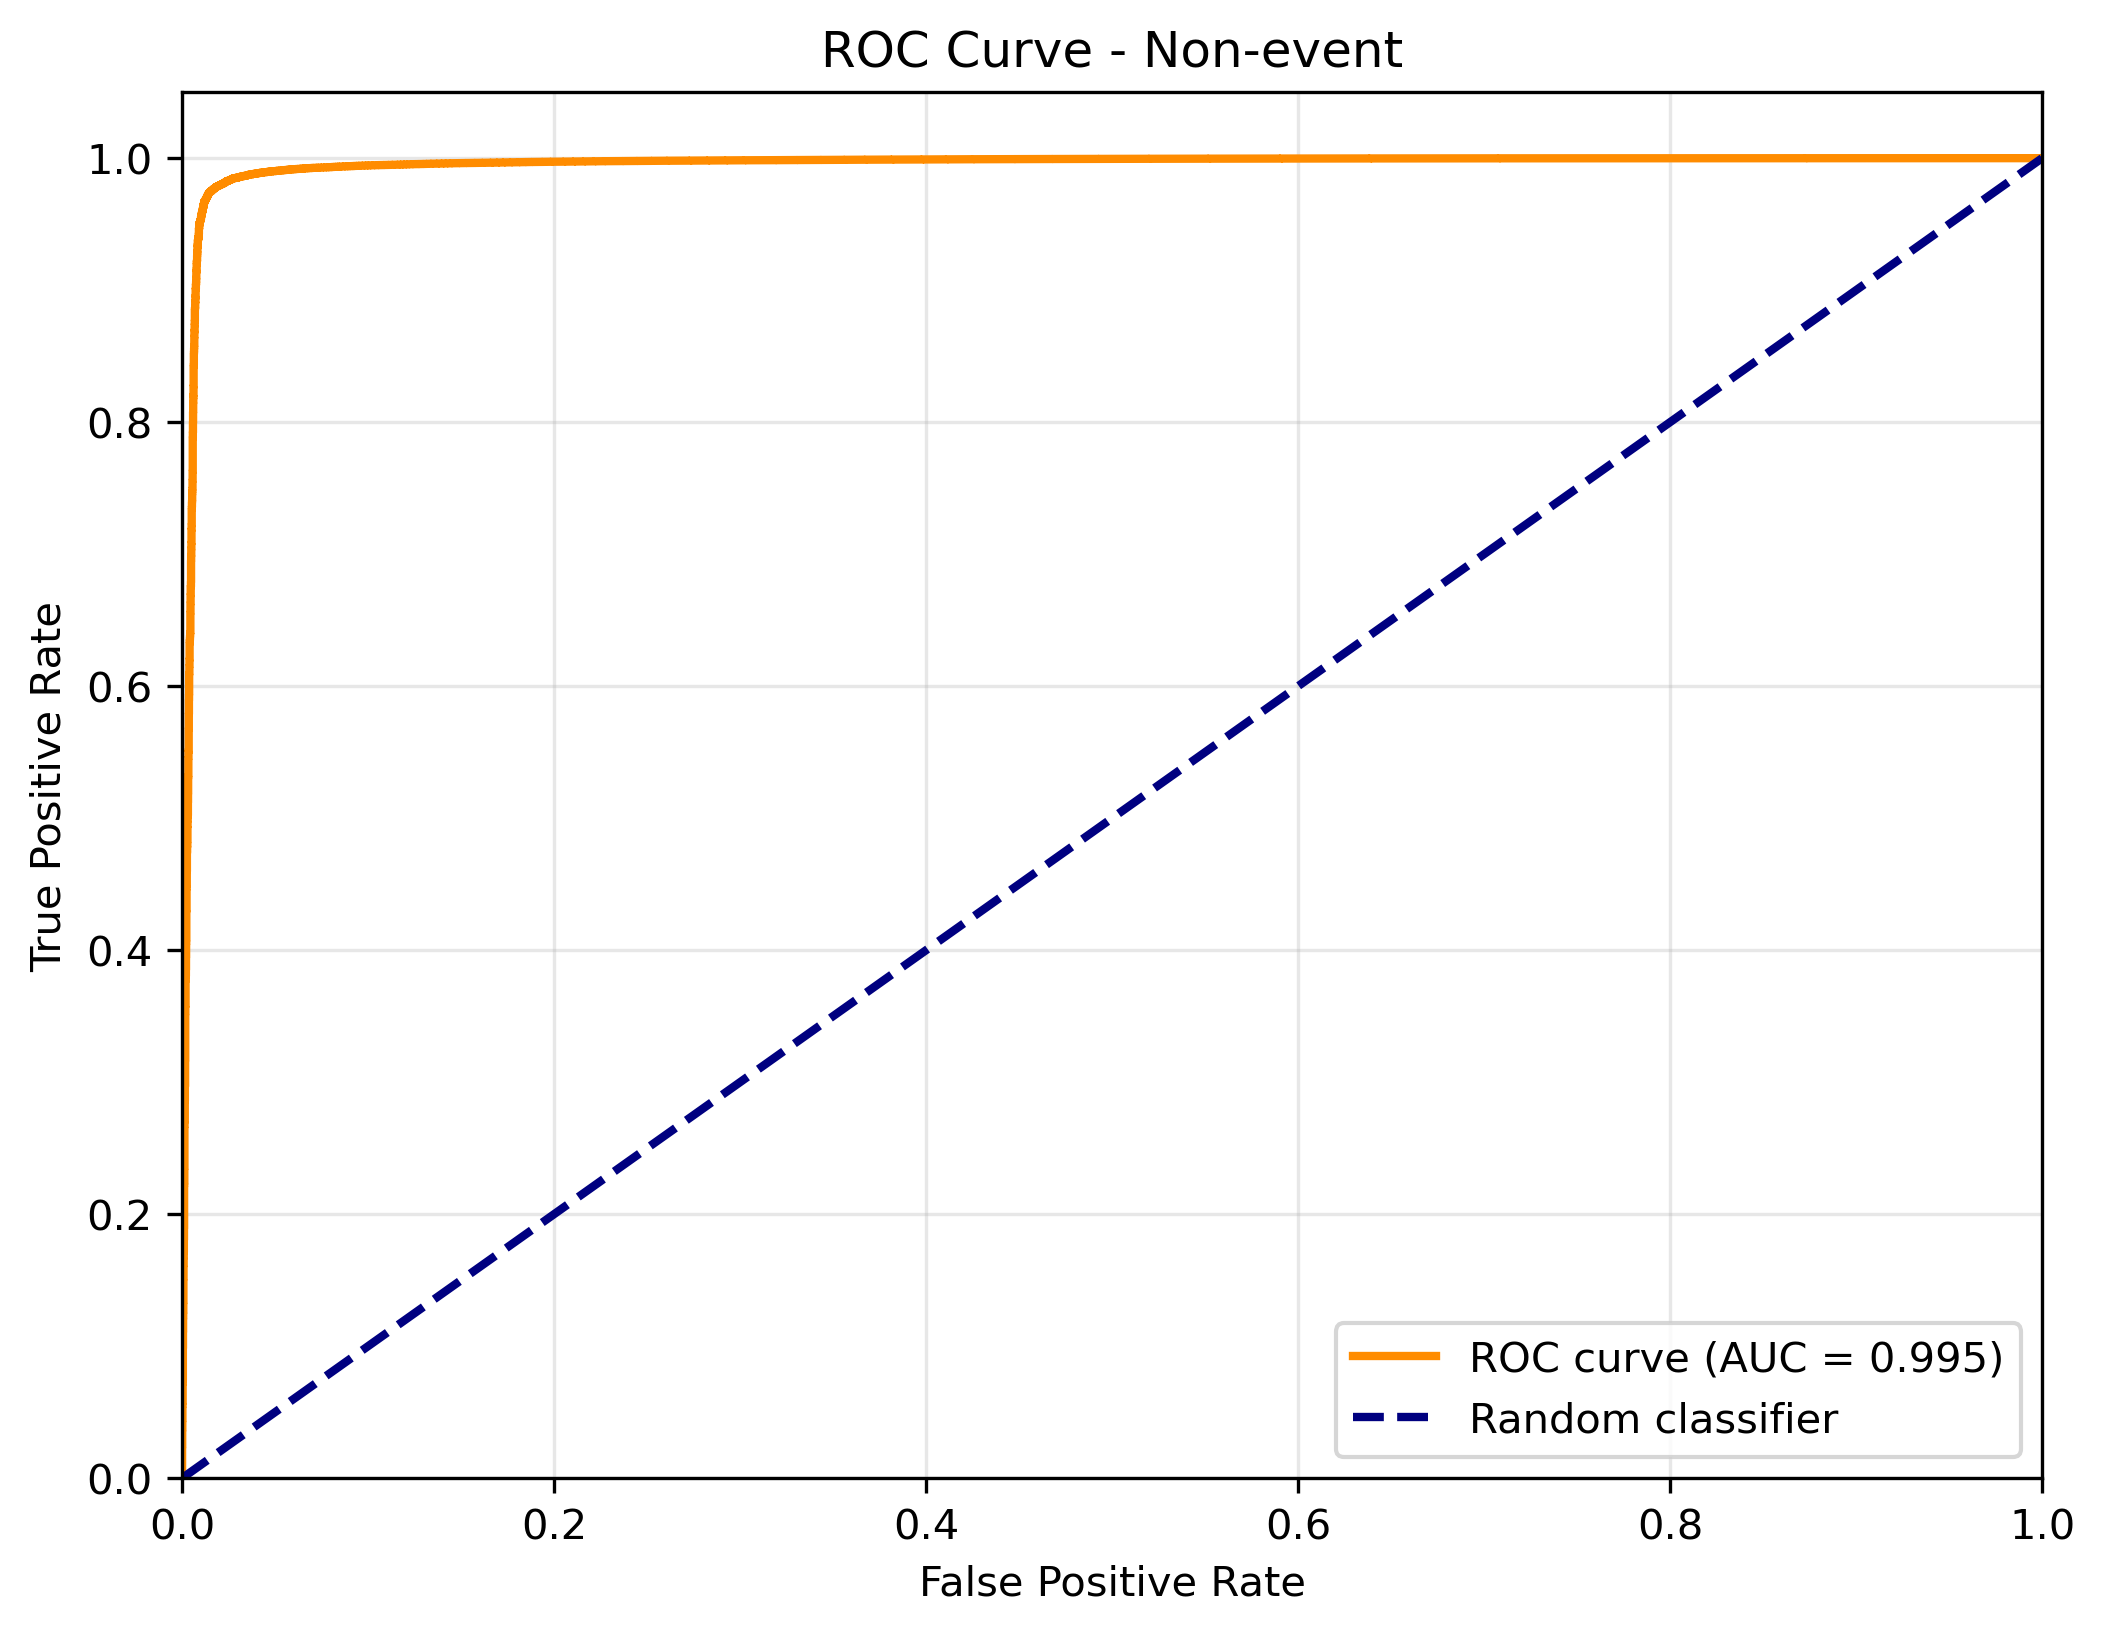 ROC Curve - Non-event
1.0
0.8
0.6
0.4
0.2
0.0
True Positive Rate
0.0 0.2 0.4 0.6 0.8 1.0
False Positive Rate
ROC curve (AUC = 0.995)
Random classifier